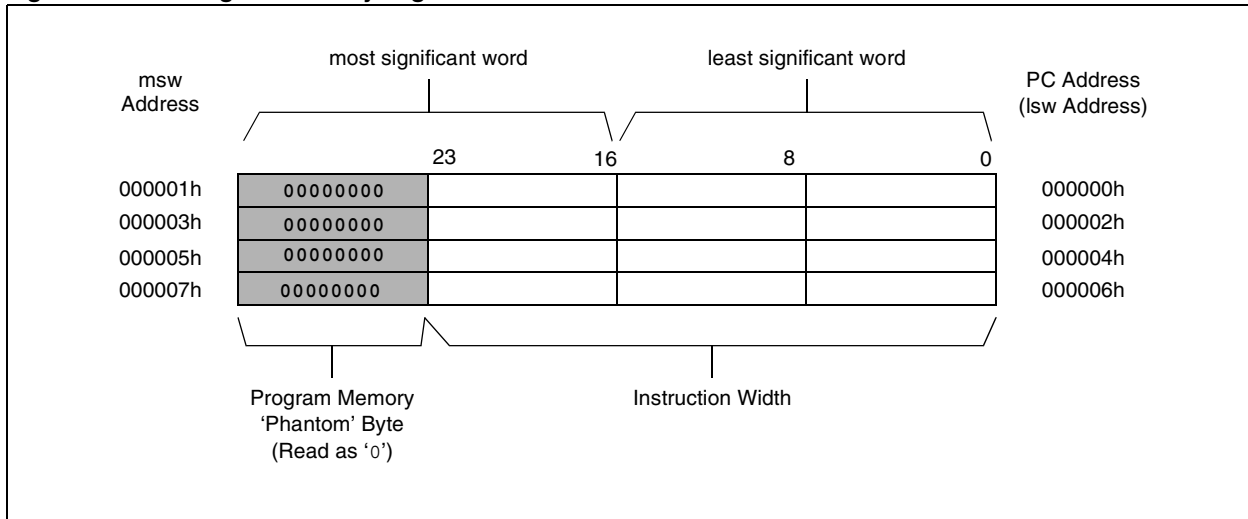 most significant word
least significant word
msw
Address
PC Address
(lsw Address)
23 16 8 0
000001h 00000000 000000h
000003h 00000000 000002h
000005h 00000000 000004h
000007h 00000000 000006h
Program Memory
‘Phantom’ Byte
(Read as ‘0’)
Instruction Width